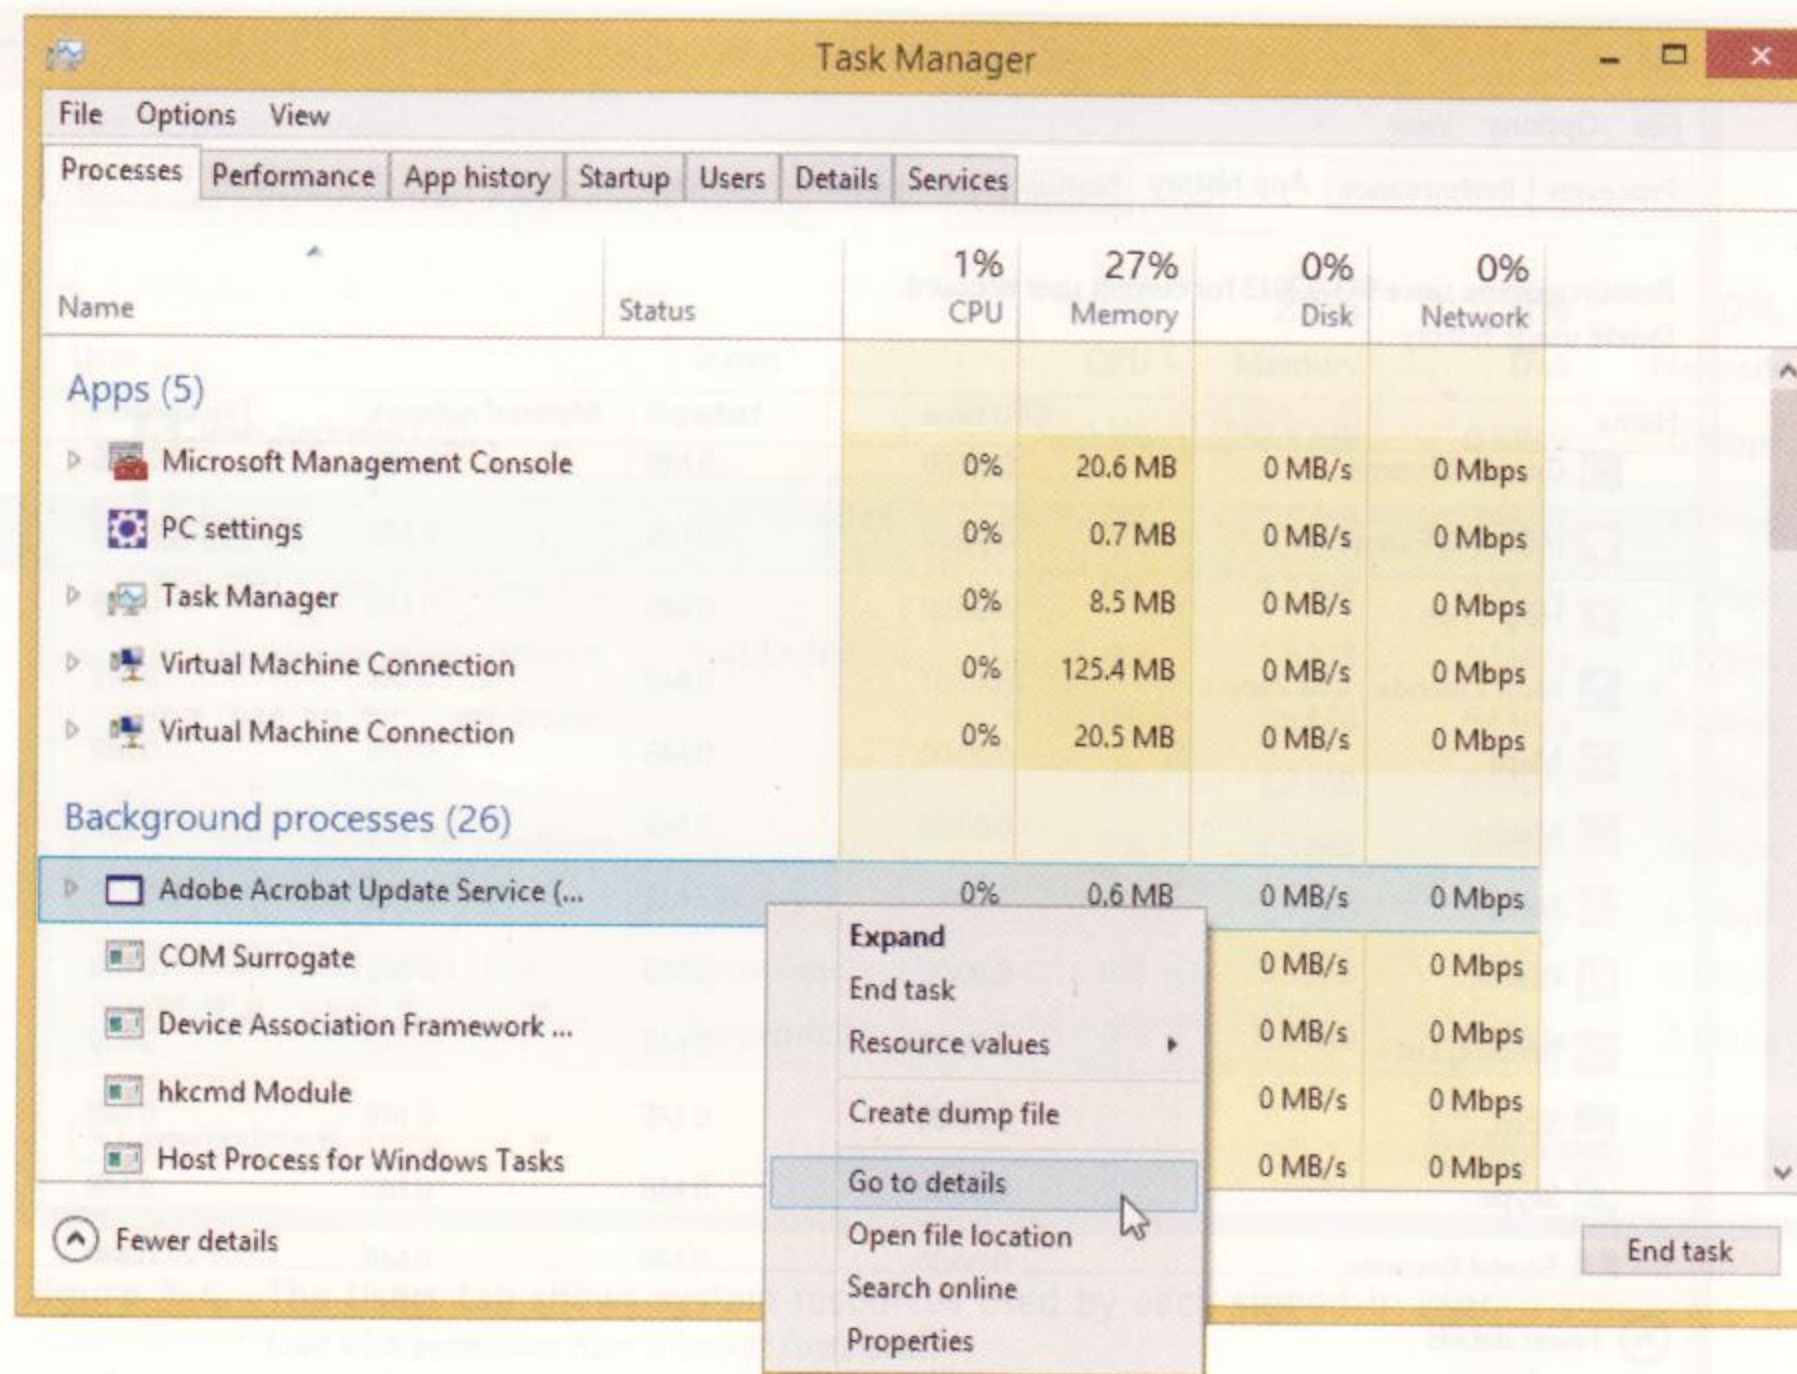 Task Manager
File Options View
Processes Performance App history Startup Users Details Services
1% 27% 0% 0%
Name Status CPU Memory Disk Network
Apps (5)
Microsoft Management Console 0% 20.6 MB 0 MB/s 0 Mbps
PC settings 0% 0.7 MB 0 MB/s 0 Mbps
Task Manager 0% 8.5 MB 0 MB/s 0 Mbps
Virtual Machine Connection 0% 125.4 MB 0 MB/s 0 Mbps
Virtual Machine Connection 0% 20.5 MB 0 MB/s 0 Mbps
Background processes (26)
Adobe Acrobat Update Service (... 0% 0.6 MB 0 MB/s 0 Mbps
COM Surrogate 0 MB/s 0 Mbps
Device Association Framework ... 0 MB/s 0 Mbps
hkcmd Module 0 MB/s 0 Mbps
Host Process for Windows Tasks 0 MB/s 0 Mbps
Expand
End task
Resource values
Create dump file
Go to details
Open file location
Search online
Properties
Fewer details End task